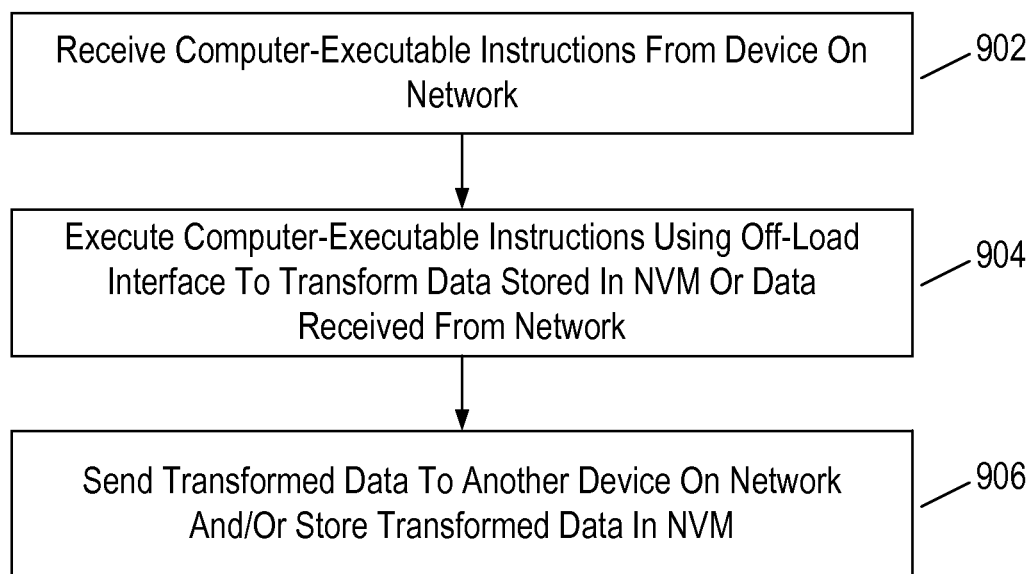 Receive Computer-Executable Instructions From Device On
Network
902
Execute Computer-Executable Instructions Using Off-Load
Interface To Transform Data Stored In NVM Or Data
Received From Network
904
Send Transformed Data To Another Device On Network
And/Or Store Transformed Data In NVM
906